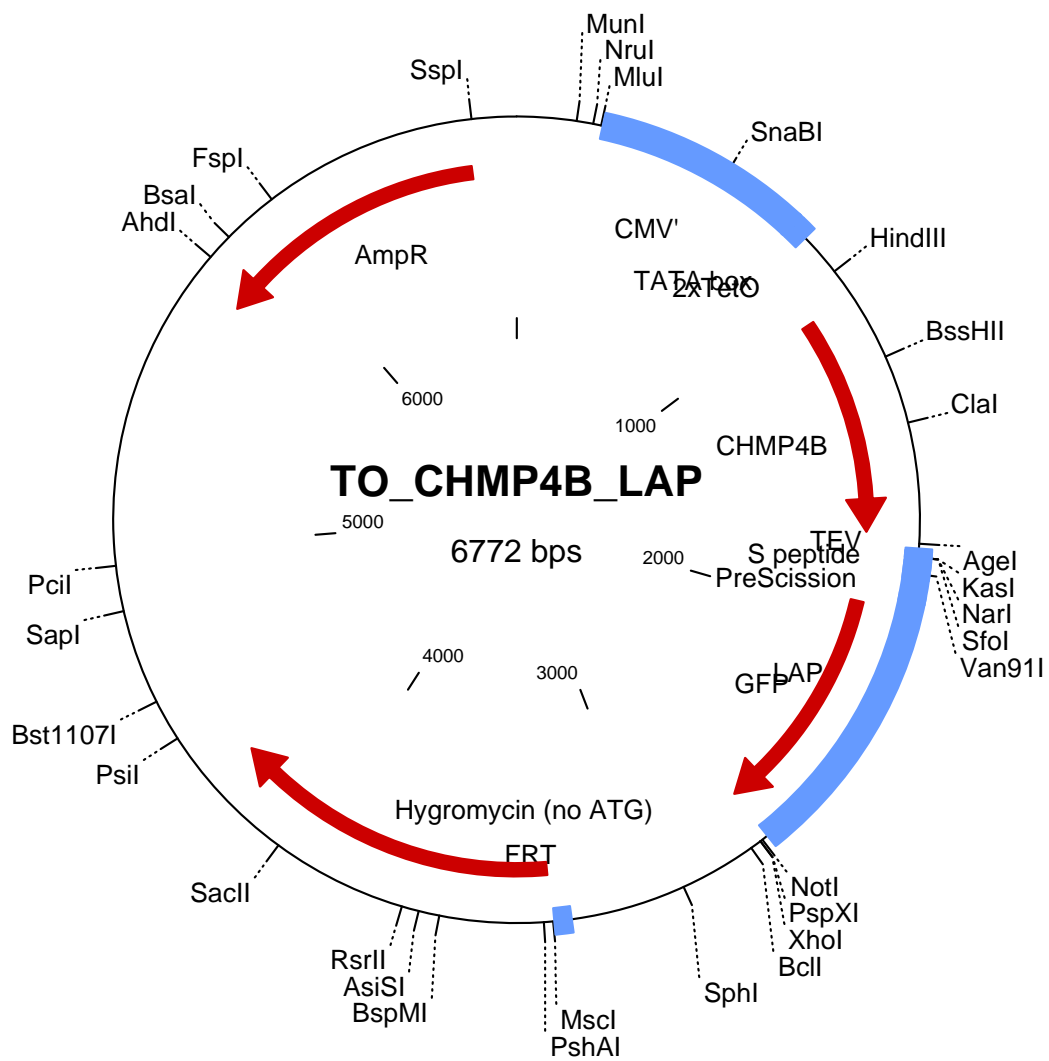 MunI
NruI
MluI
SspI
SnaBI
FspI
BsaI
AhdI
CMV'
HindIII
AmpR
TATA box
2xTetO
BssHII
6000
ClaI
1000
CHMP4B
TO_CHMP4B_LAP
5000
TEV
6772 bps
2000
S peptide
AgeI
PreScission
PciI
KasI
NarI
SapI
SfoI
4000
Van91I
3000
LAP
GFP
Bst1107I
PsiI
Hygromycin (no ATG)
FRT
SacII
NotI
PspXI
XhoI
RsrII
BclI
AsiSI
SphI
BspMI
MscI
PshAI